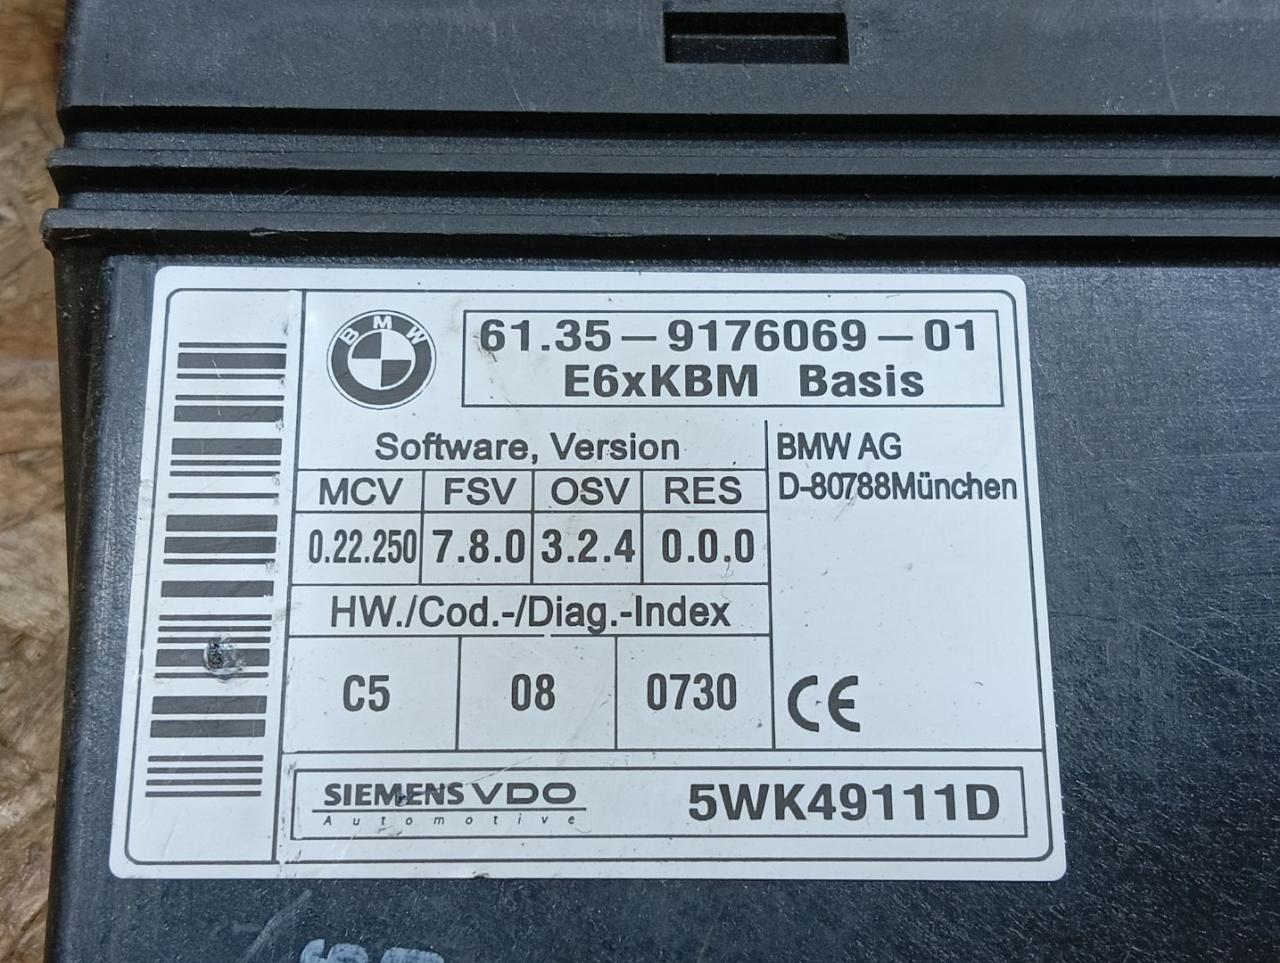 BMW
61.35-9176069-01
E6xKBM Basis
Software, Version
BMW AG
D-80788München
MCV FSV OSV RES
0.22.250 7.8.0 3.2.4 0.0.0
HW./Cod.-/Diag.-Index
C5 08 0730
CE
SIEMENS VDO
Automotive
5WK49111D